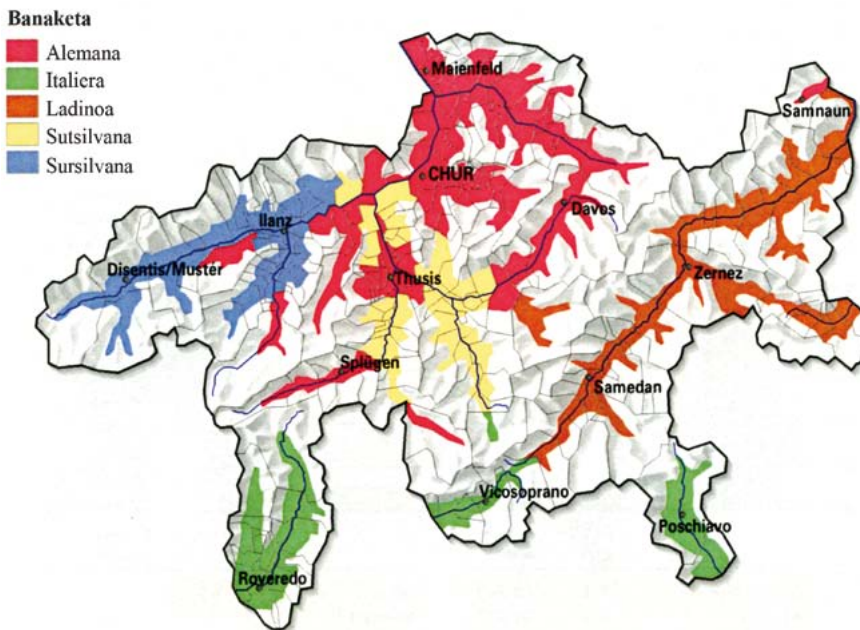 Banaketa
Alemana
Italiera
Ladinoa
Sutsilvana
Sursilvana
Maienfeld
Samnaun
CHUR
Ilanz
Davos
Disentis/Mustér
Thusis
Zernez
Splügen
Samedan
Vicosoprano
Poschiavo
Roveredo